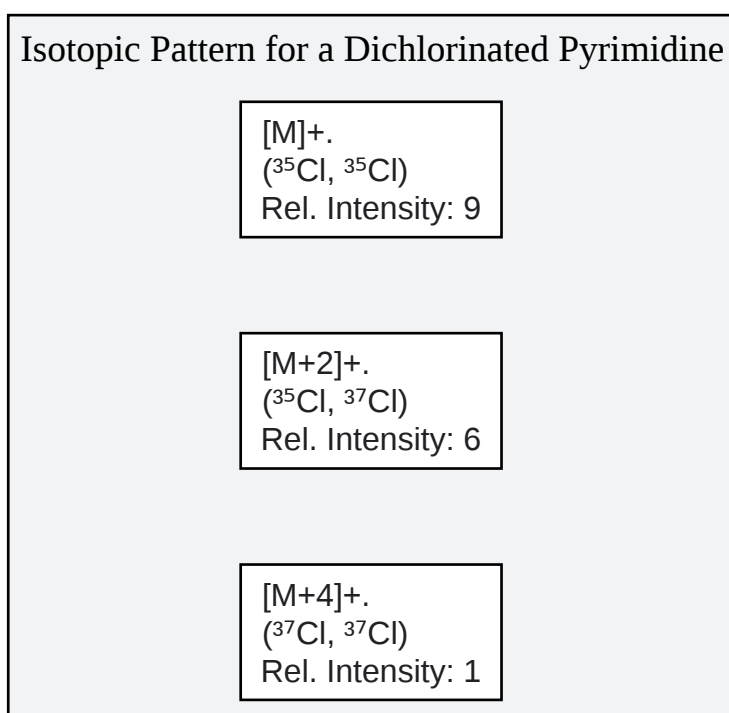 Isotopic Pattern for a Dichlorinated Pyrimidine
[M]+.
(³⁵Cl, ³⁵Cl)
Rel. Intensity: 9
[M+2]+.
(³⁵Cl, ³⁷Cl)
Rel. Intensity: 6
[M+4]+.
(³⁷Cl, ³⁷Cl)
Rel. Intensity: 1